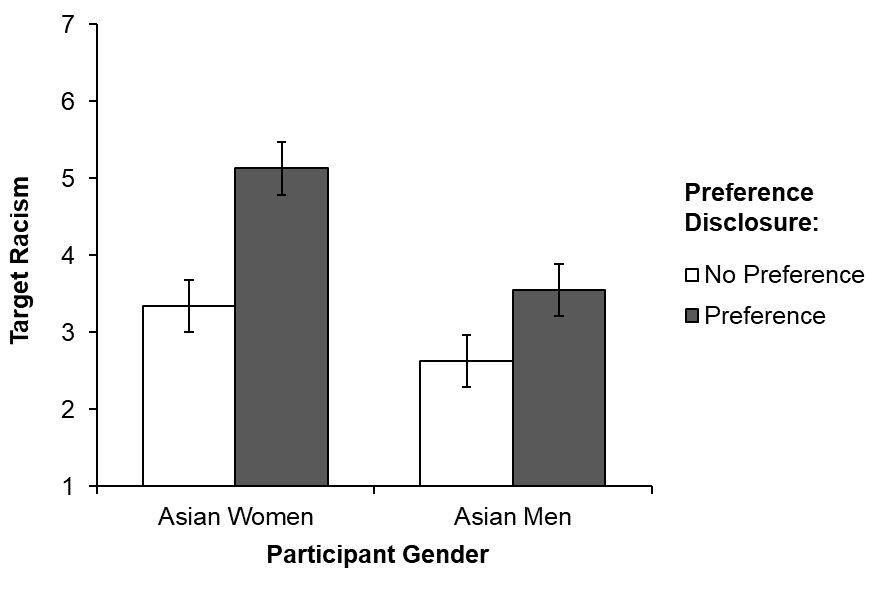 7
6
5
4
3
2
1
Target Racism
Asian Women
Asian Men
Participant Gender
Preference
Disclosure:
No Preference
Preference